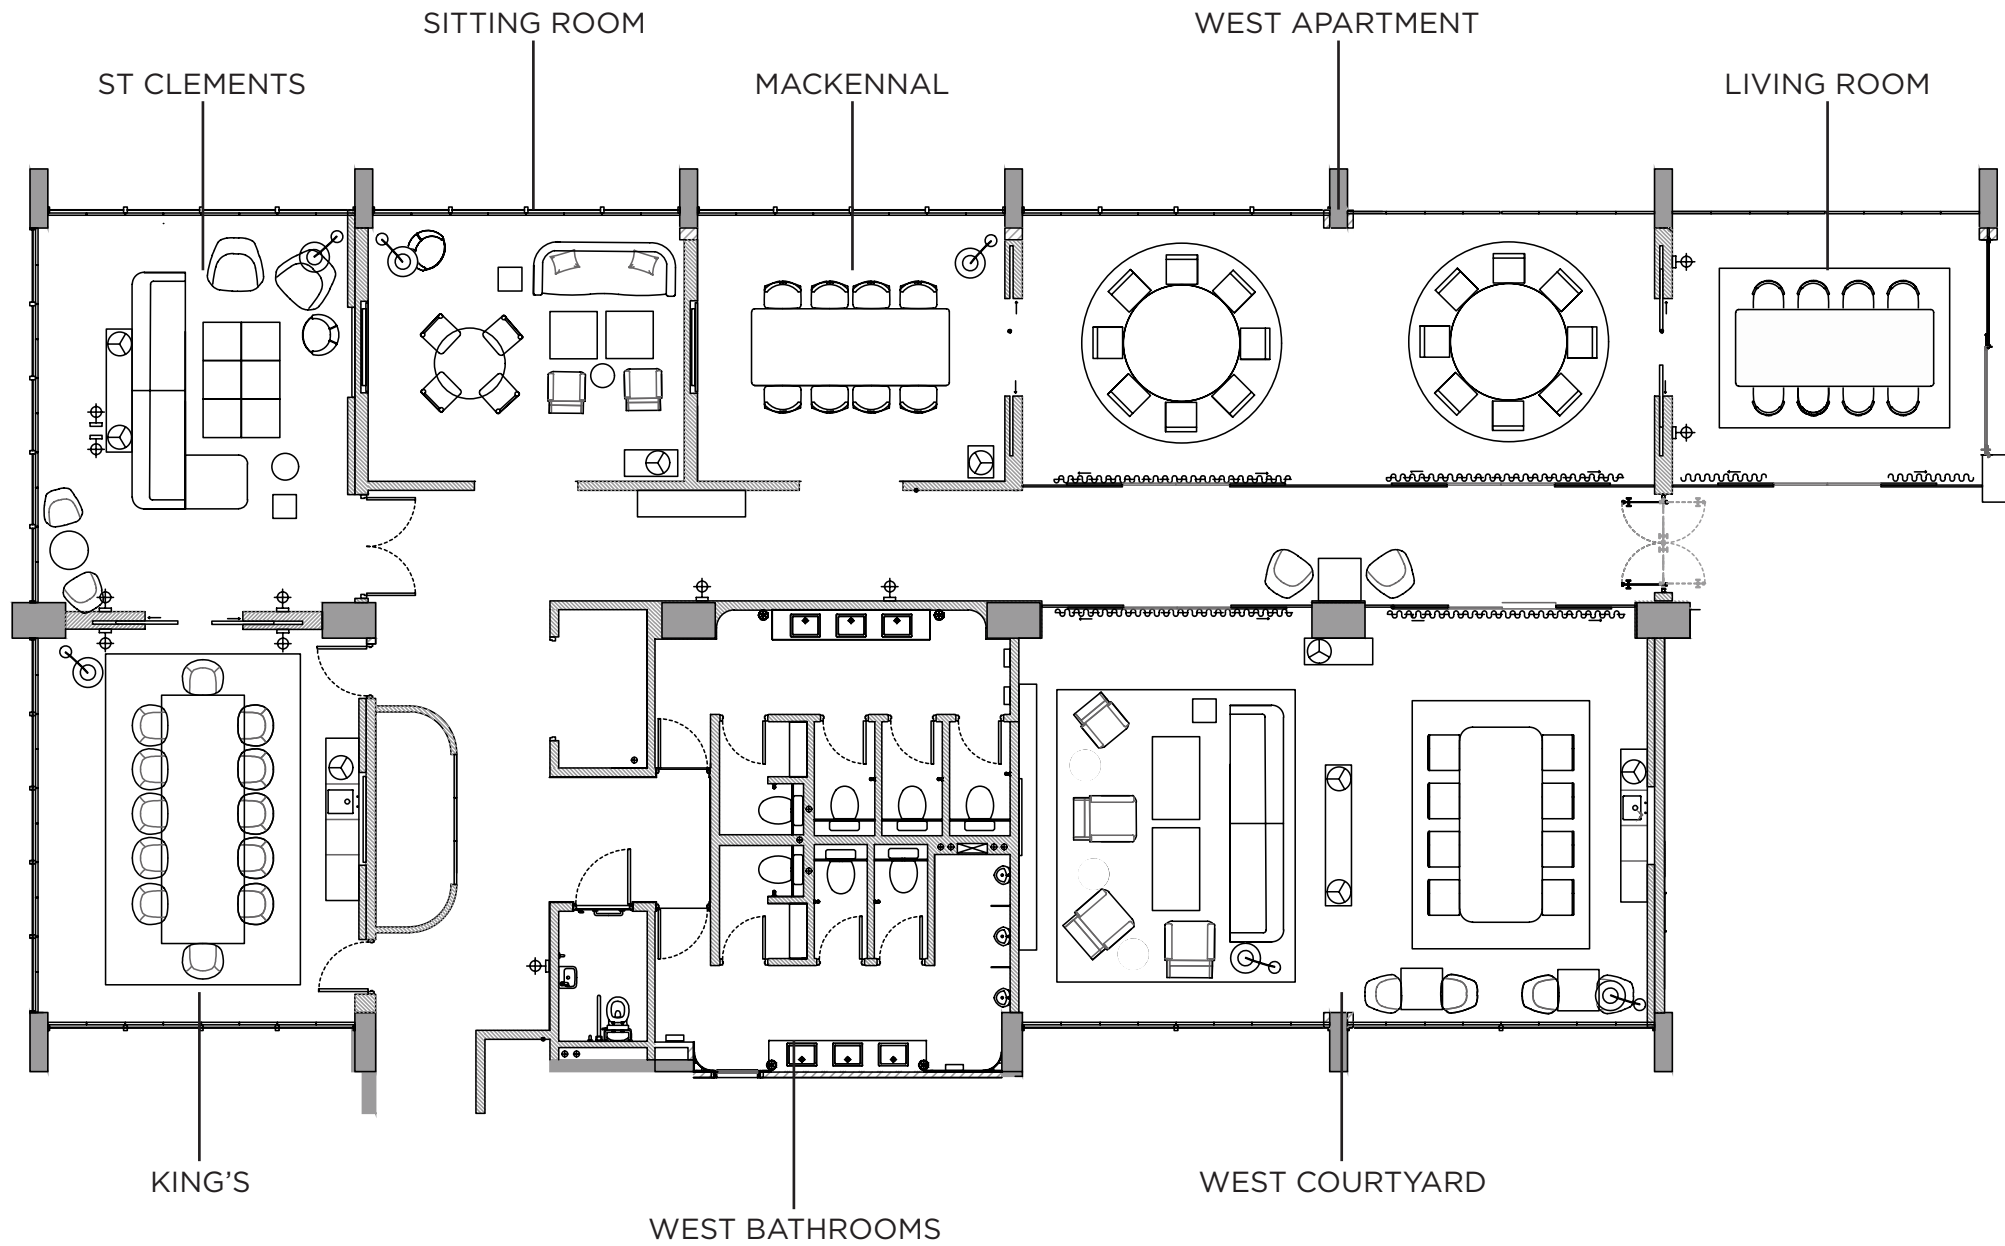 SITTING ROOM
WEST APARTMENT
ST CLEMENTS
MACKENNAL
LIVING ROOM
KING’S
WEST COURTYARD
WEST BATHROOMS